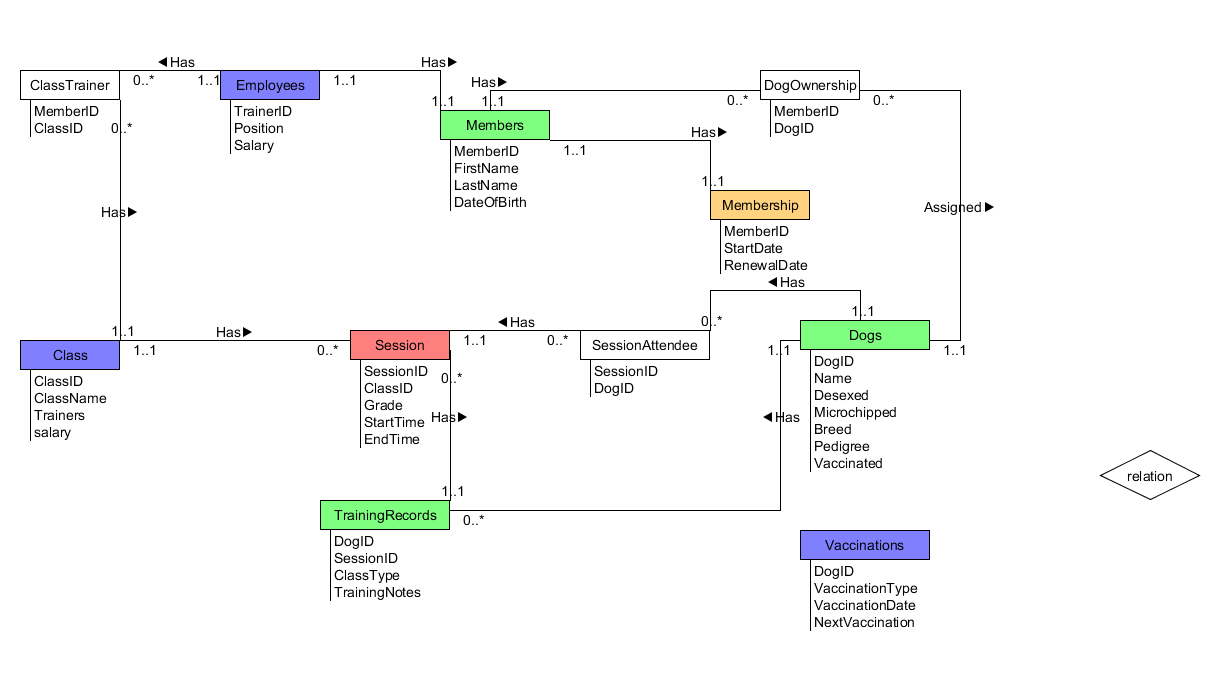 Has
Has
ClassTrainer
0..*
1..1
Employees
1..1
MemberID
ClassID
0..*
TrainerID
Position
Salary
Has
1..1
1..1
0..*
DogOwnership
0..*
MemberID
DogID
Members
Has
1..1
MemberID
FirstName
LastName
DateOfBirth
1..1
Membership
MemberID
StartDate
RenewalDate
Has
Assigned
Has
1..1
Has
1..1
Class
1..1
ClassID
ClassName
Trainers
salary
Has
0..*
Session
1..1
SessionID
ClassID
Grade
StartTime
EndTime
0..*
Has
0..*
SessionAttendee
SessionID
DogID
0..*
1..1
Dogs
1..1
1..1
DogID
Name
Desexed
Microchipped
Breed
Pedigree
Vaccinated
Has
Has
relation
1..1
TrainingRecords
0..*
DogID
SessionID
ClassType
TrainingNotes
Vaccinations
DogID
VaccinationType
VaccinationDate
NextVaccination